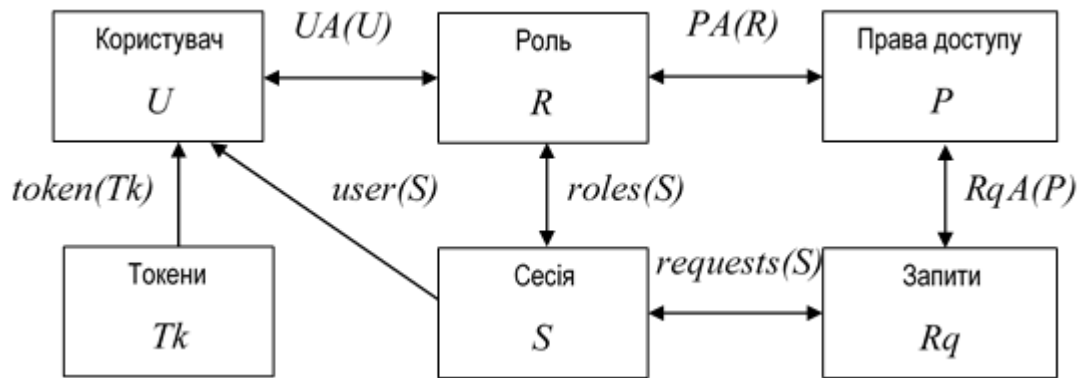 UA(U)
PA(R)
Користувач
U
Роль
R
Права доступу
P
token(Tk)
user(S)
roles(S)
RqA(P)
Токени
Tk
Сесія
S
requests(S)
Запити
Rq